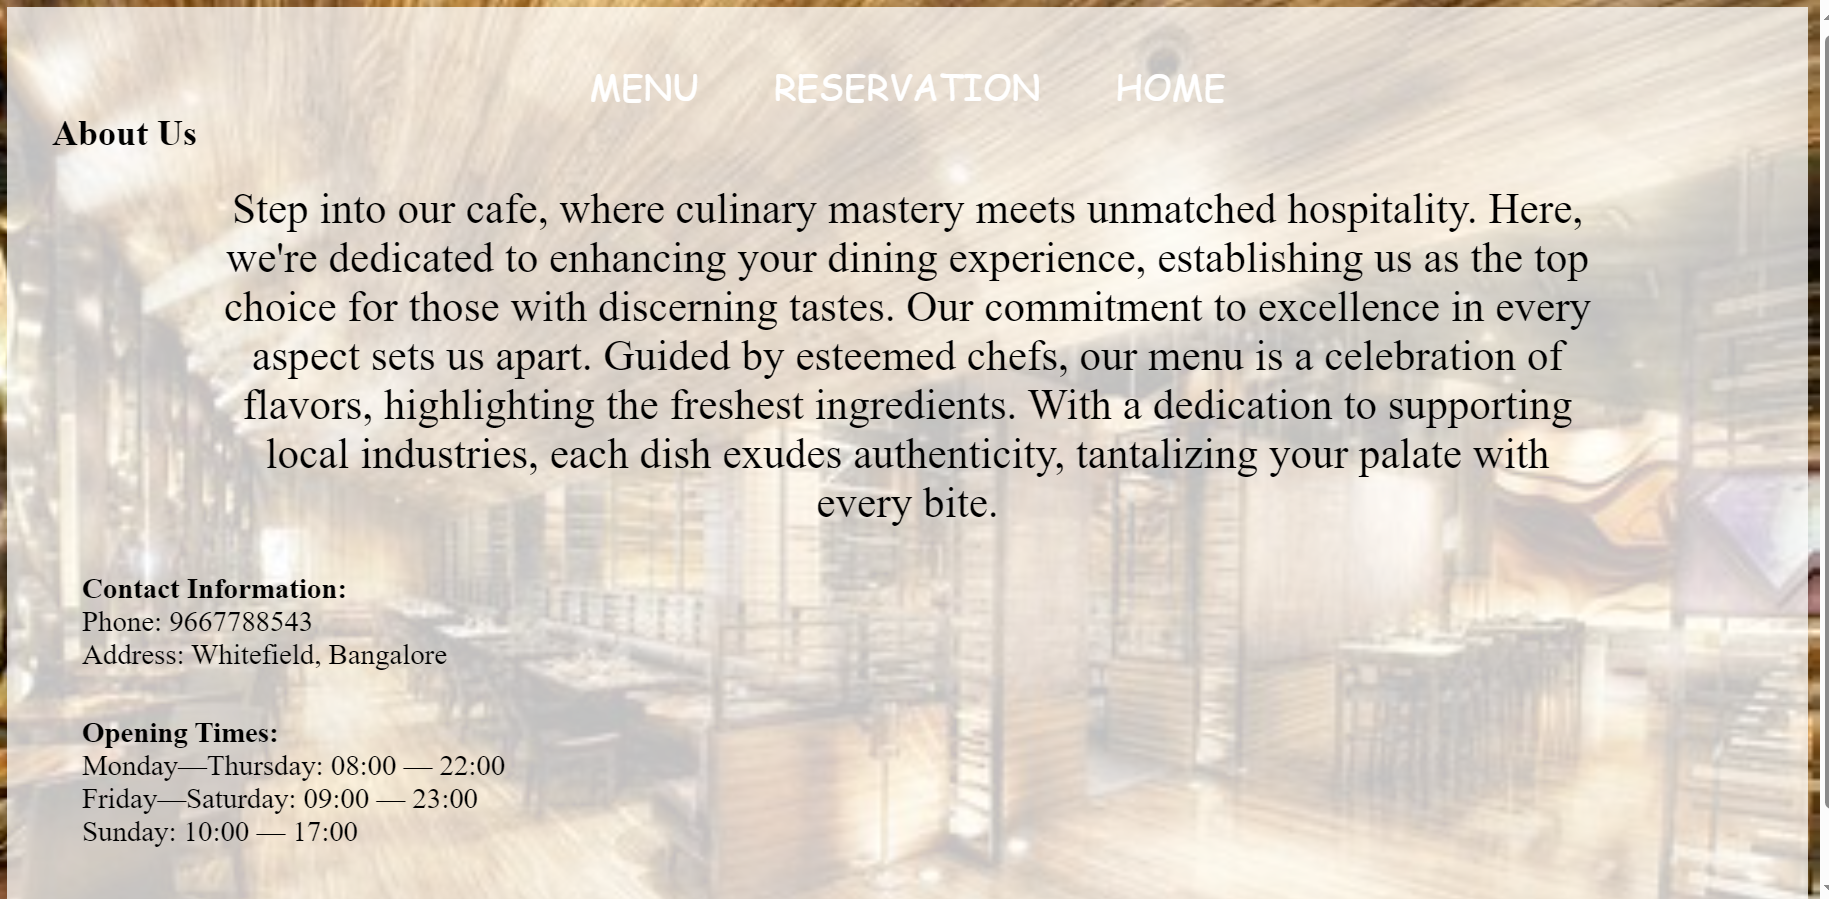 MENU RESERVATION HOME
About Us
Step into our cafe, where culinary mastery meets unmatched hospitality. Here,
we're dedicated to enhancing your dining experience, establishing us as the top
choice for those with discerning tastes. Our commitment to excellence in every
aspect sets us apart. Guided by esteemed chefs, our menu is a celebration of
flavors, highlighting the freshest ingredients. With a dedication to supporting
local industries, each dish exudes authenticity, tantalizing your palate with
every bite.
Contact Information:
Phone: 9667788543
Address: Whitefield, Bangalore
Opening Times:
Monday—Thursday: 08:00 — 22:00
Friday—Saturday: 09:00 — 23:00
Sunday: 10:00 — 17:00